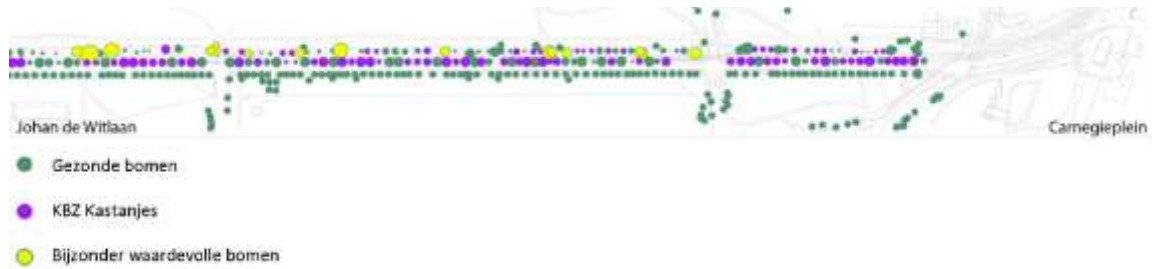 Johan de Witlaan
Carnegieplein
Gezonde bomen
KBZ Kastanjes
Bijzonder waardevolle bomen